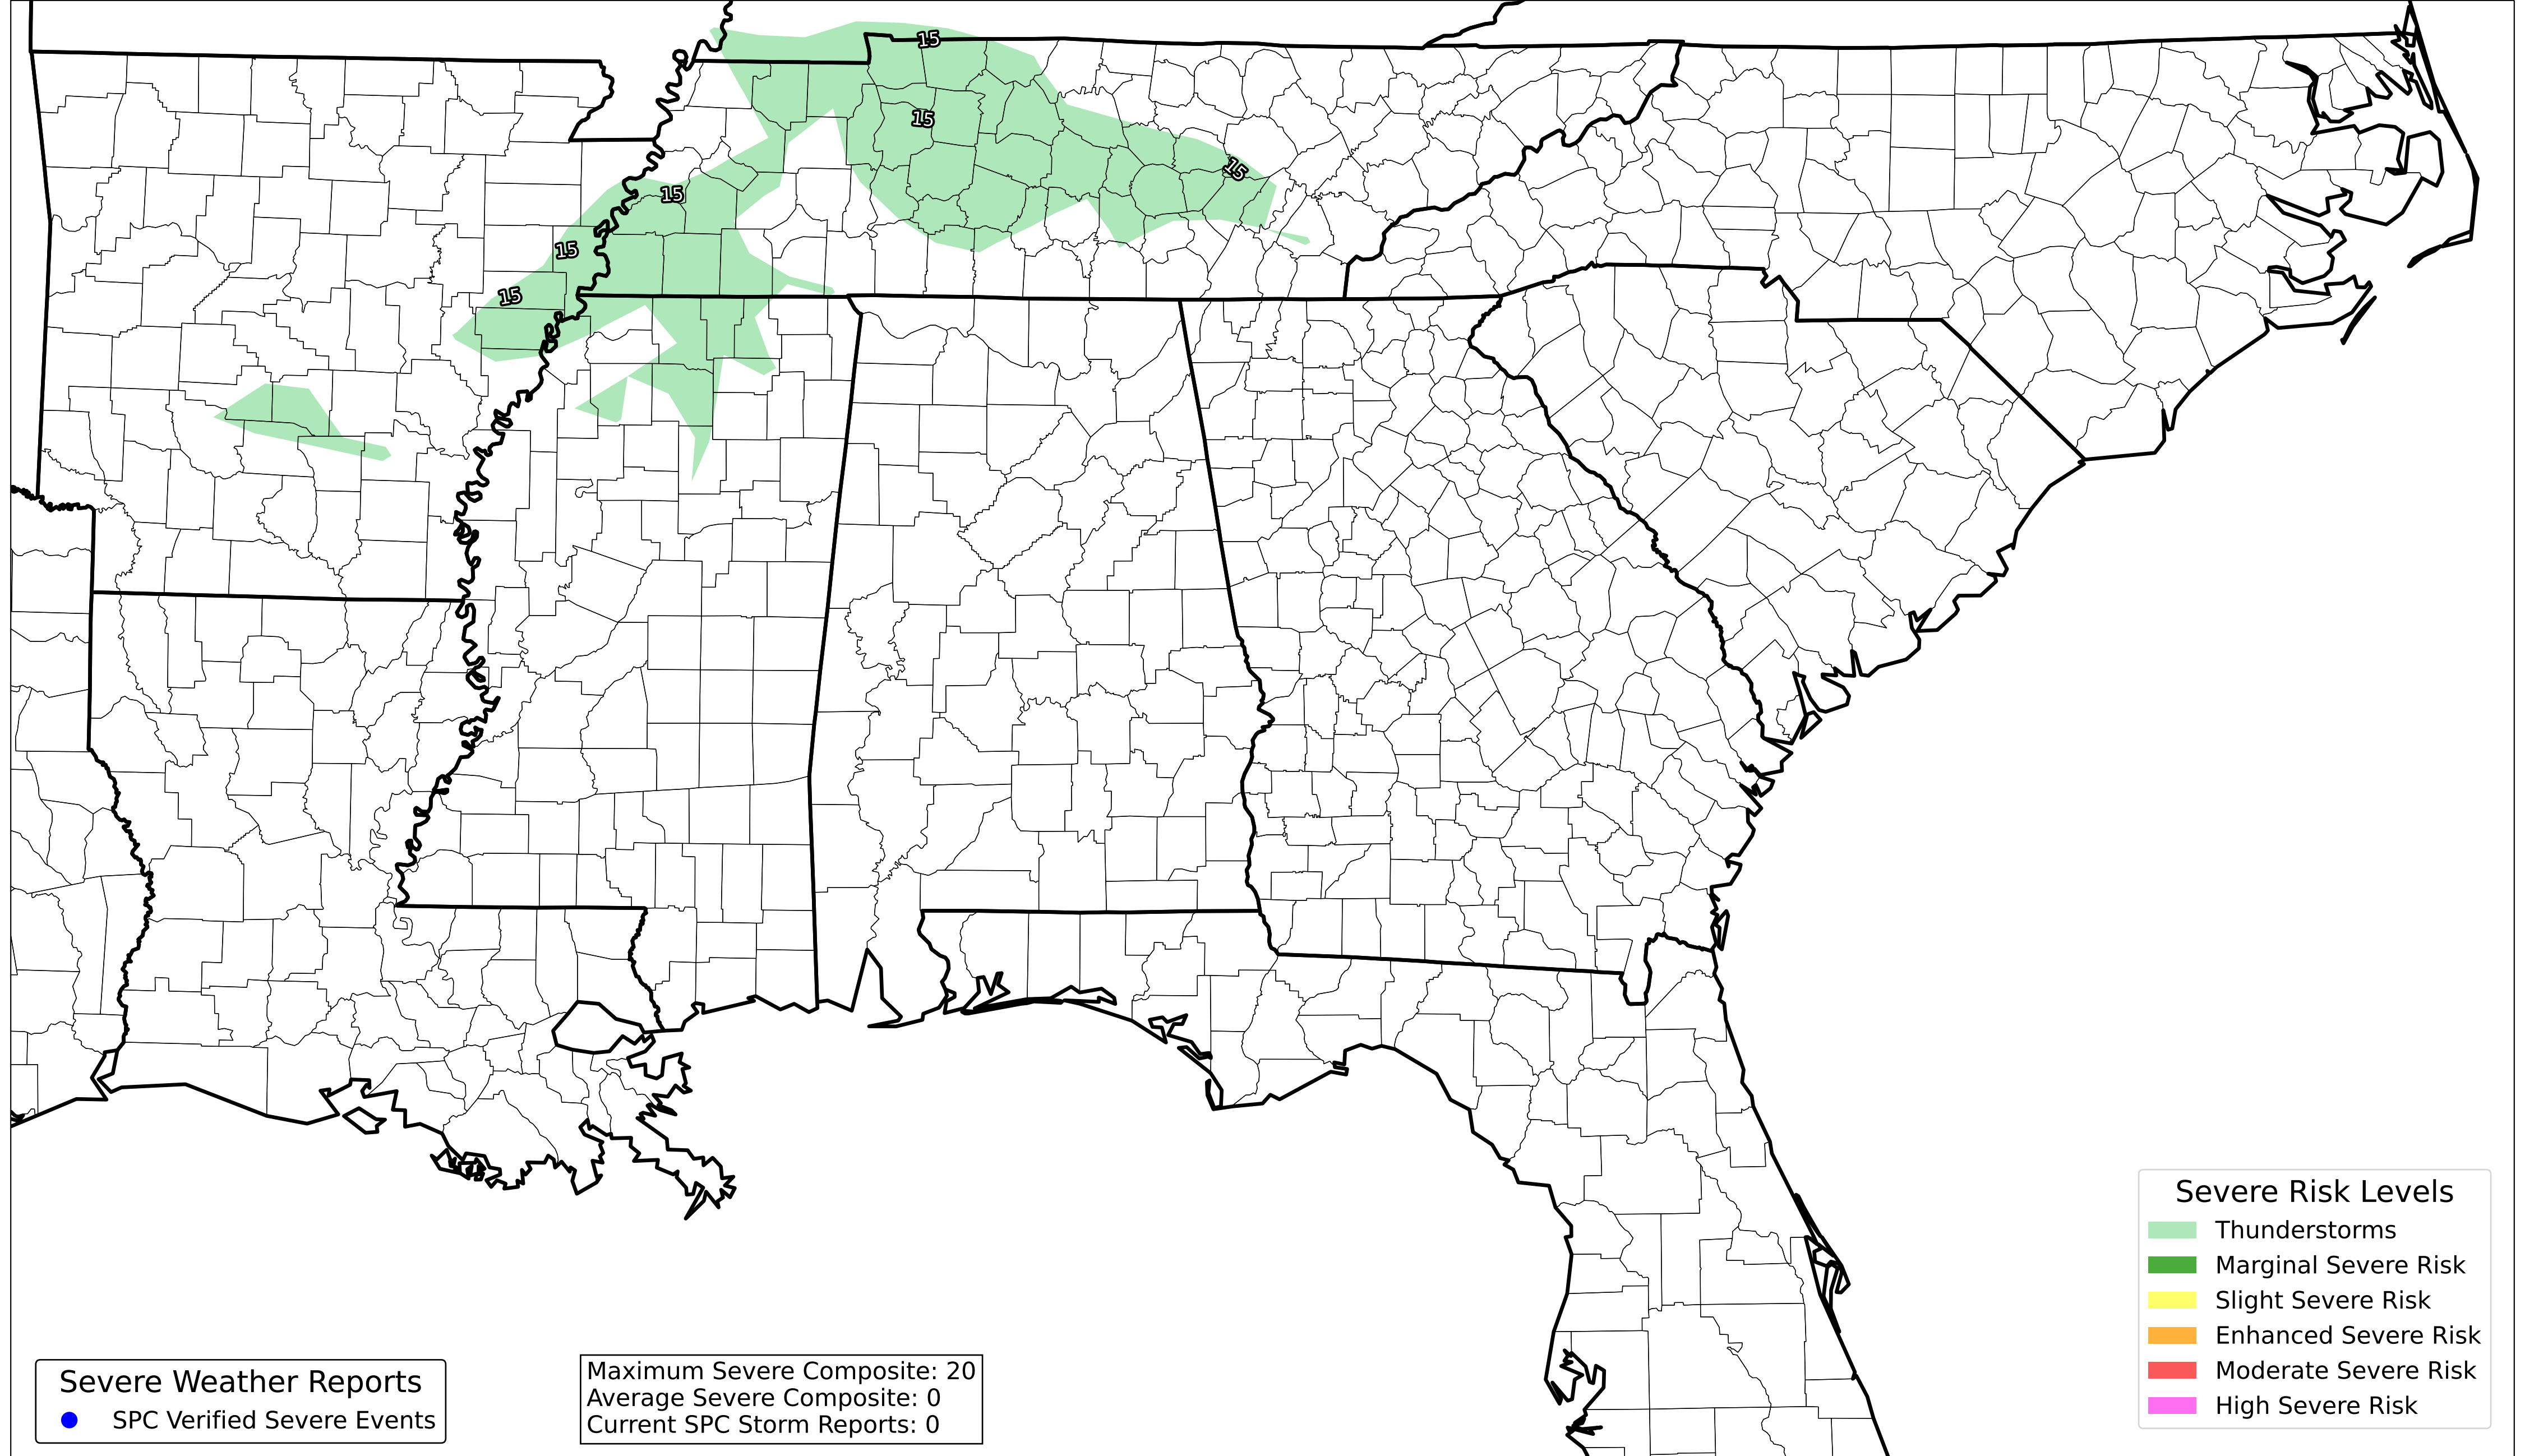 15
15
15
15
15
15
Severe Risk Levels
Thunderstorms
Marginal Severe Risk
Slight Severe Risk
Enhanced Severe Risk
Moderate Severe Risk
High Severe Risk
Severe Weather Reports
SPC Verified Severe Events
Maximum Severe Composite: 20
Average Severe Composite: 0
Current SPC Storm Reports: 0